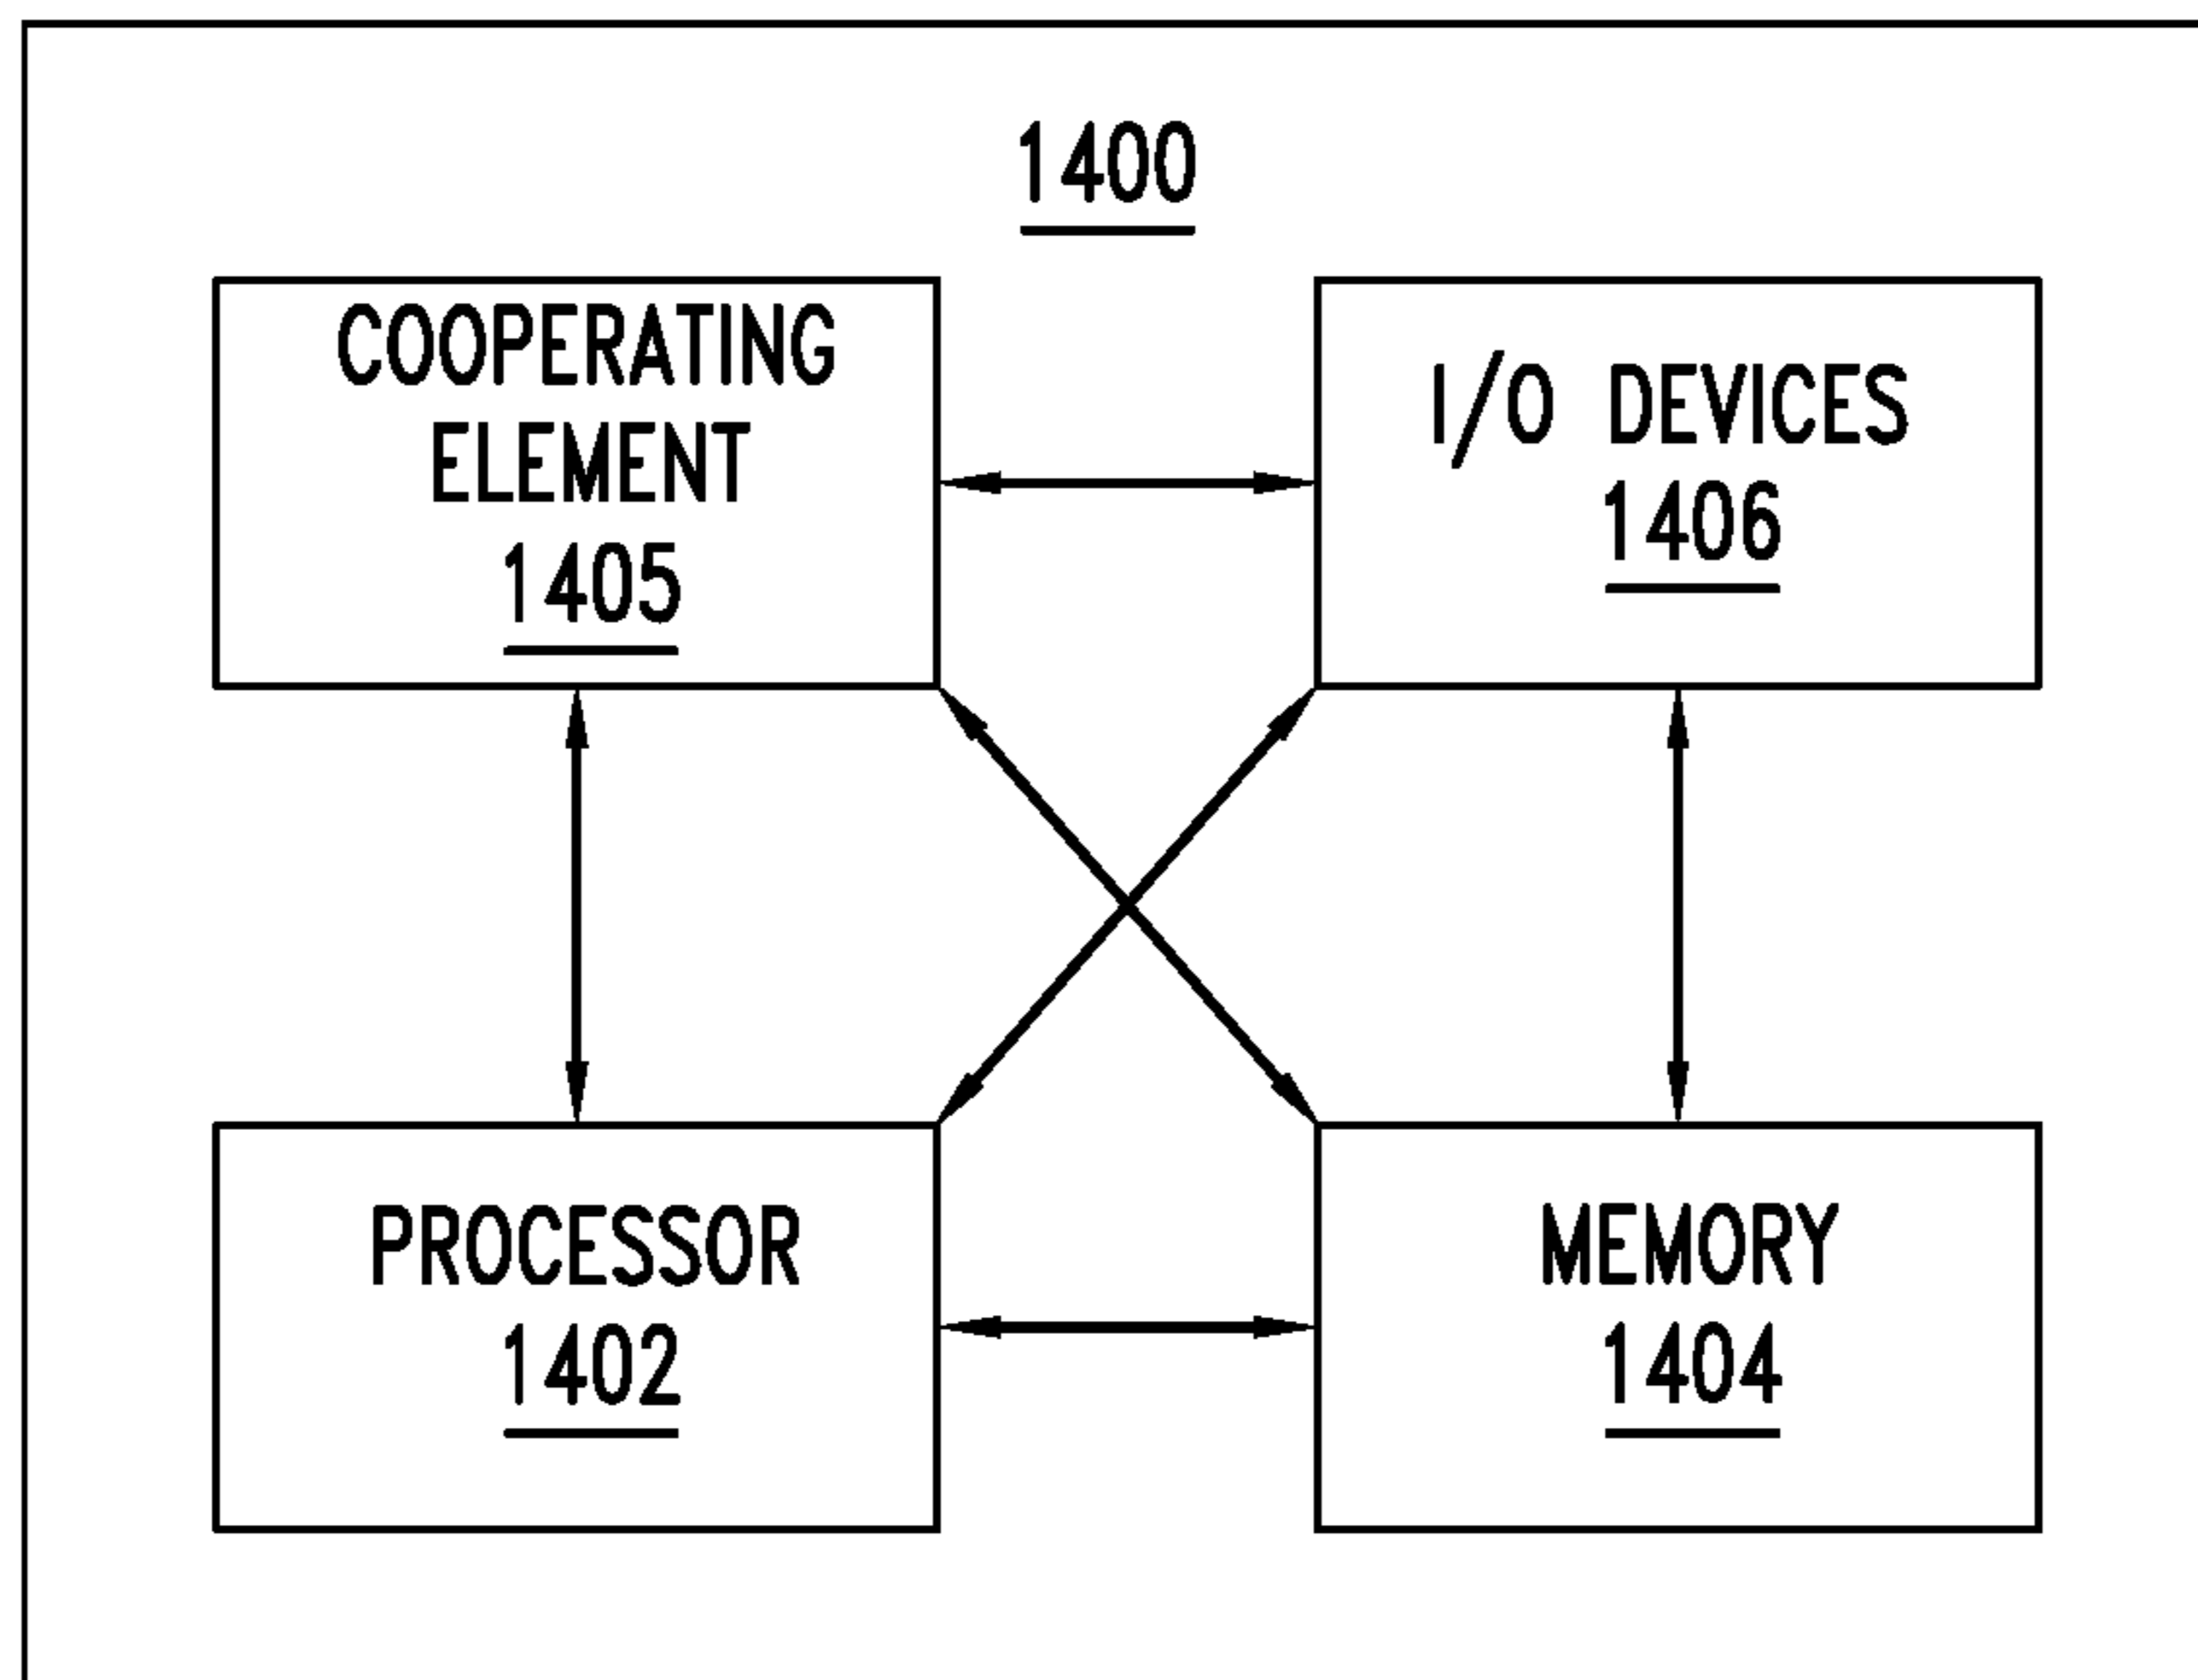 1400
COOPERATING
ELEMENT
1405
I/O DEVICES
1406
PROCESSOR
1402
MEMORY
1404